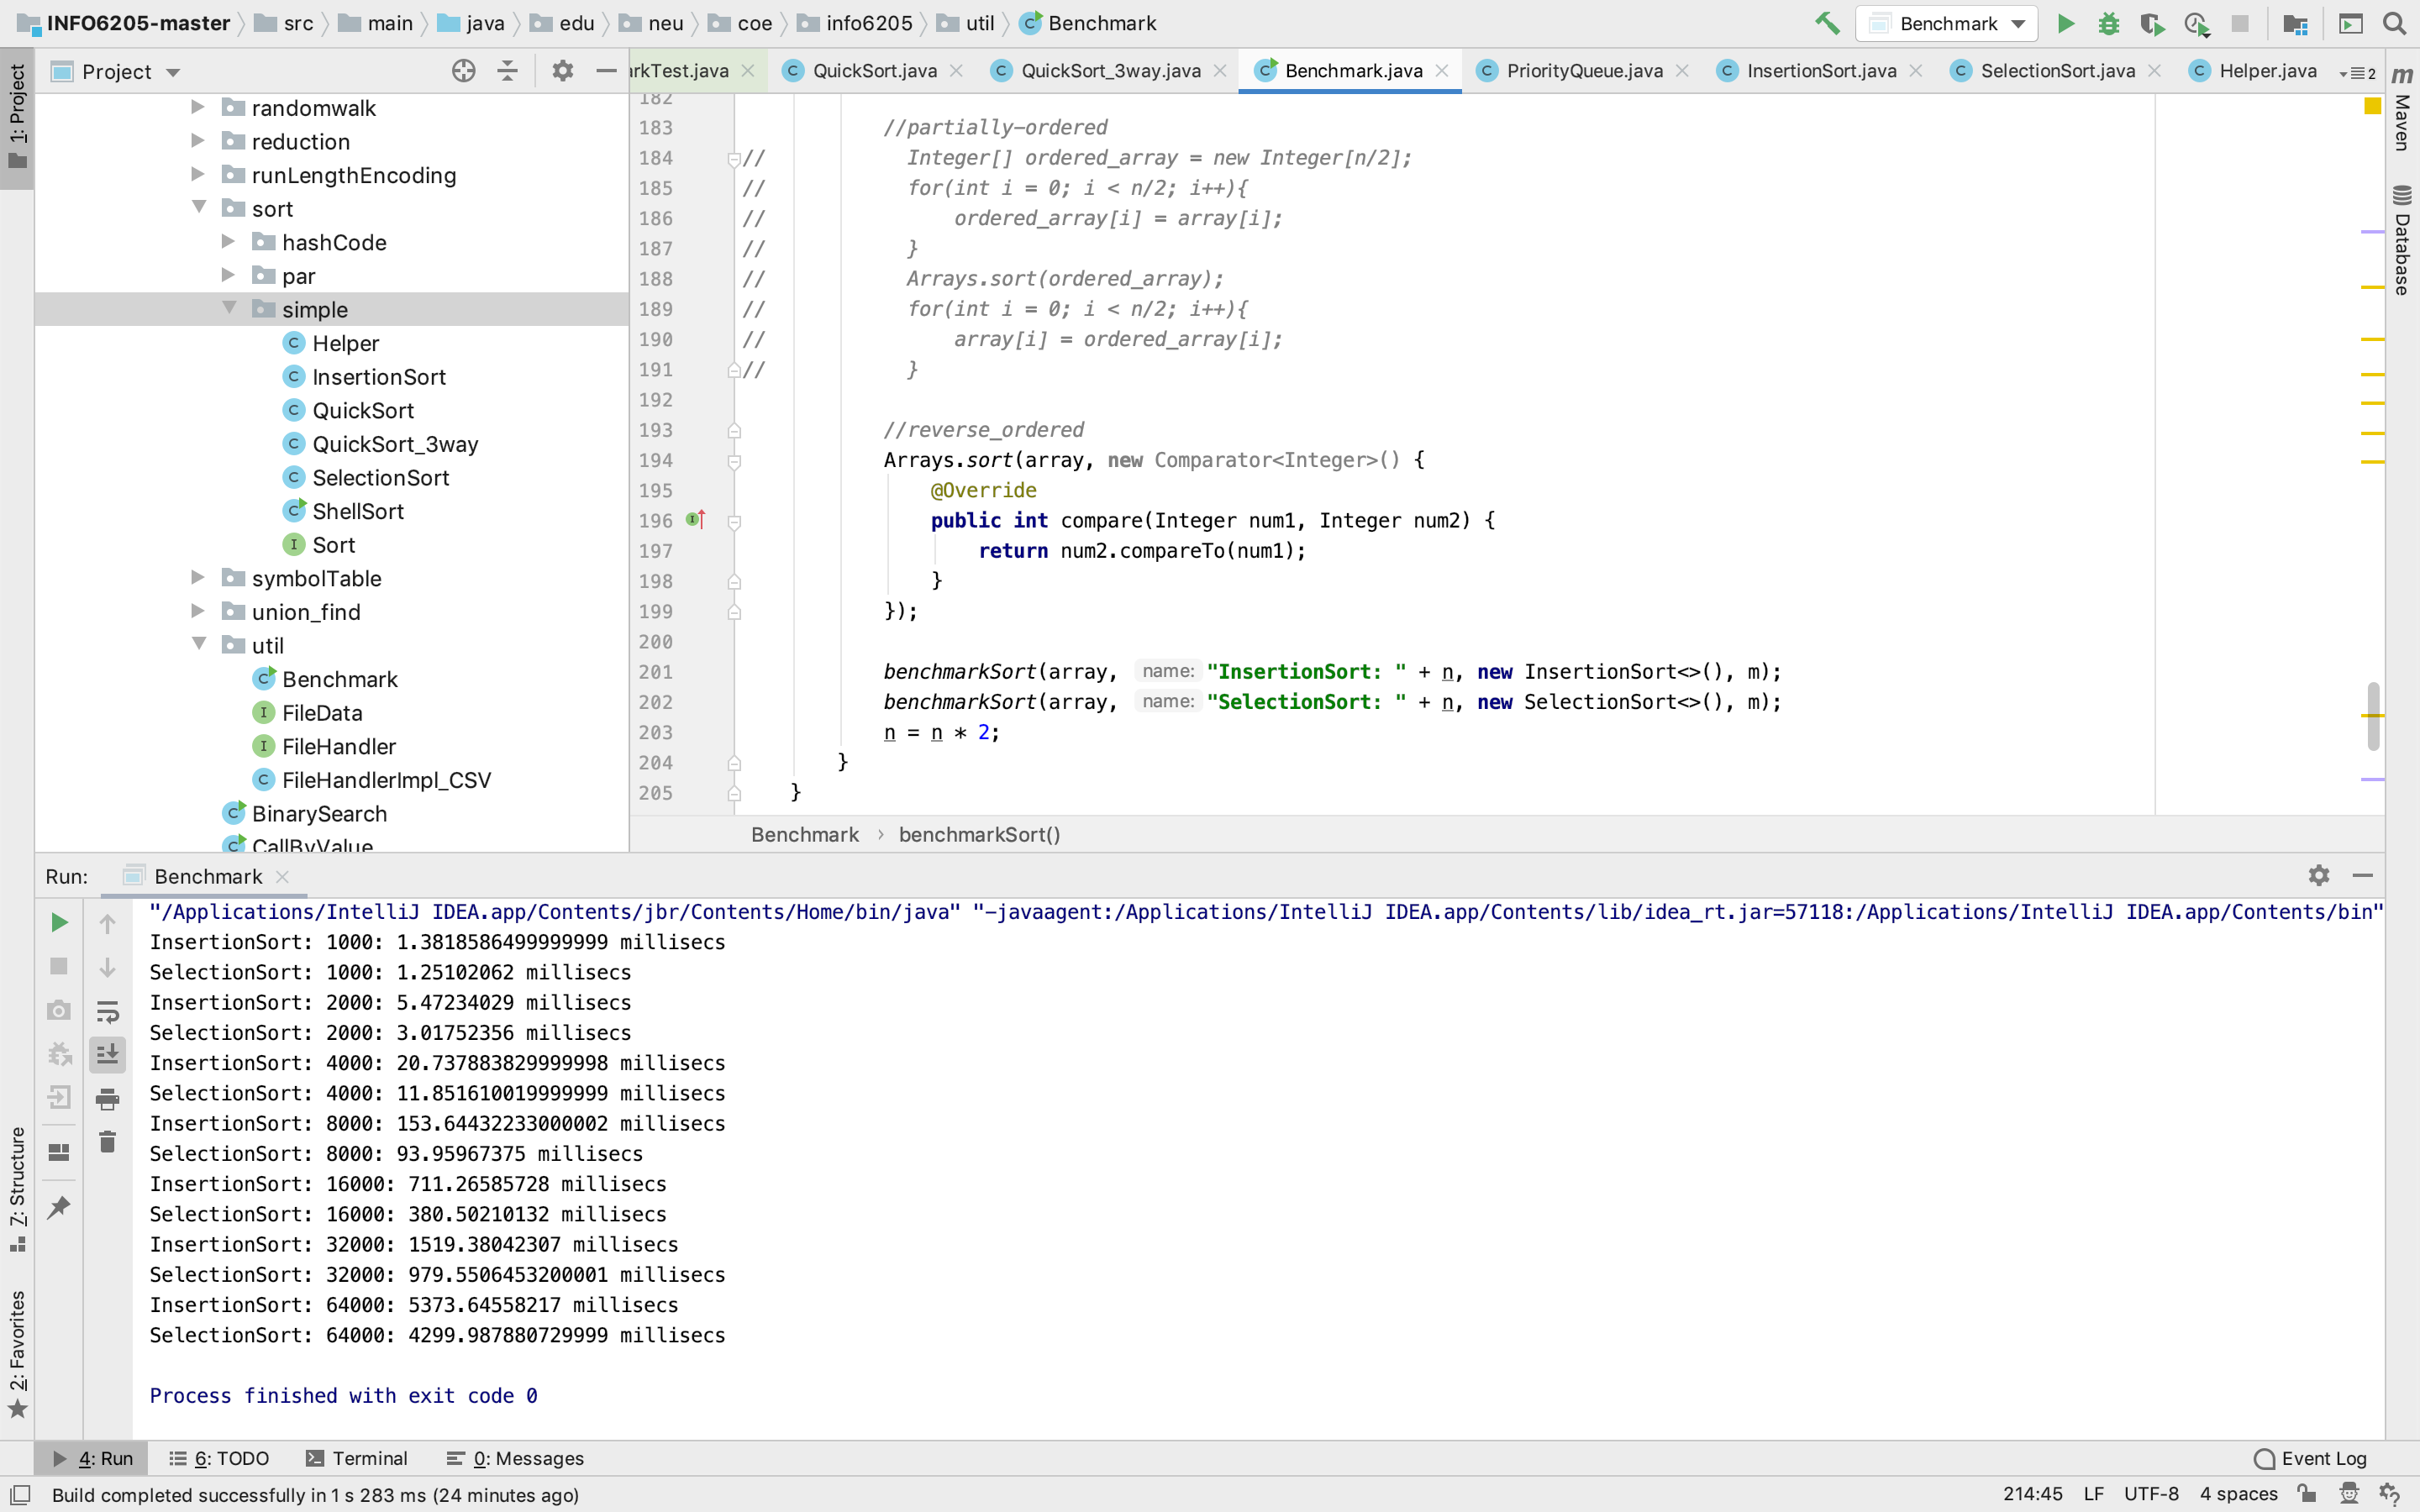 INFO6205-master src main java edu neu coe info6205 util Benchmark
Benchmark
Project
rkTest.java QuickSort.java QuickSort_3way.java Benchmark.java PriorityQueue.java InsertionSort.java SelectionSort.java Helper.java 2
1: Project
Maven
Database
randomwalk
reduction
runLengthEncoding
sort
hashCode
par
simple
Helper
InsertionSort
QuickSort
QuickSort_3way
SelectionSort
ShellSort
Sort
symbolTable
union_find
util
Benchmark
FileData
FileHandler
FileHandlerImpl_CSV
BinarySearch
CallByValue
182
183 //partially-ordered
184 // Integer[] ordered_array = new Integer[n/2];
185 // for(int i = 0; i < n/2; i++){
186 // ordered_array[i] = array[i];
187 // }
188 // Arrays.sort(ordered_array);
189 // for(int i = 0; i < n/2; i++){
190 // array[i] = ordered_array[i];
191 // }
192
193 //reverse_ordered
194 Arrays.sort(array, new Comparator<Integer>() {
195 @Override
196 public int compare(Integer num1, Integer num2) {
197 return num2.compareTo(num1);
198 }
199 });
200
201 benchmarkSort(array, name: "InsertionSort: " + n, new InsertionSort<>(), m);
202 benchmarkSort(array, name: "SelectionSort: " + n, new SelectionSort<>(), m);
203 n = n * 2;
204 }
205 }
Benchmark › benchmarkSort()
Run: Benchmark
"/Applications/IntelliJ IDEA.app/Contents/jbr/Contents/Home/bin/java" "-javaagent:/Applications/IntelliJ IDEA.app/Contents/lib/idea_rt.jar=57118:/Applications/IntelliJ IDEA.app/Contents/bin"
InsertionSort: 1000: 1.3818586499999999 millisecs
SelectionSort: 1000: 1.25102062 millisecs
InsertionSort: 2000: 5.47234029 millisecs
SelectionSort: 2000: 3.01752356 millisecs
InsertionSort: 4000: 20.737883829999998 millisecs
SelectionSort: 4000: 11.851610019999999 millisecs
InsertionSort: 8000: 153.64432233000002 millisecs
SelectionSort: 8000: 93.95967375 millisecs
InsertionSort: 16000: 711.26585728 millisecs
SelectionSort: 16000: 380.50210132 millisecs
InsertionSort: 32000: 1519.38042307 millisecs
SelectionSort: 32000: 979.5506453200001 millisecs
InsertionSort: 64000: 5373.64558217 millisecs
SelectionSort: 64000: 4299.987880729999 millisecs
Process finished with exit code 0
7: Structure
2: Favorites
4: Run 6: TODO Terminal 0: Messages Event Log
Build completed successfully in 1 s 283 ms (24 minutes ago) 214:45 LF UTF-8 4 spaces